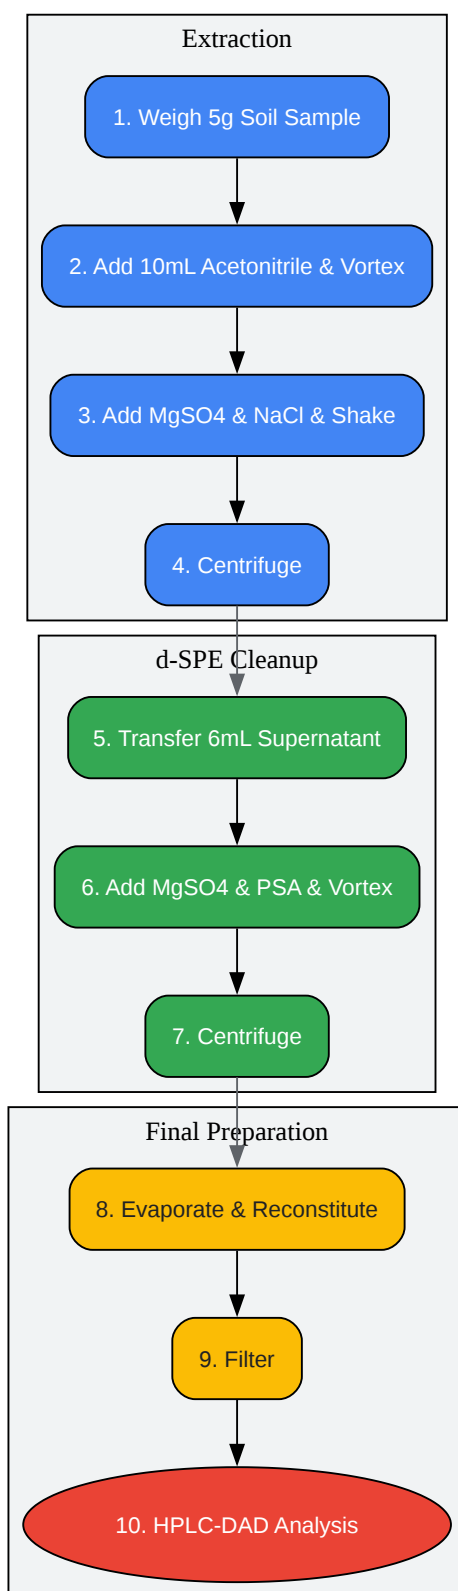 Extraction
1. Weigh 5g Soil Sample
2. Add 10mL Acetonitrile & Vortex
3. Add MgSO4 & NaCl & Shake
4. Centrifuge
d-SPE Cleanup
5. Transfer 6mL Supernatant
6. Add MgSO4 & PSA & Vortex
7. Centrifuge
Final Preparation
8. Evaporate & Reconstitute
9. Filter
10. HPLC-DAD Analysis